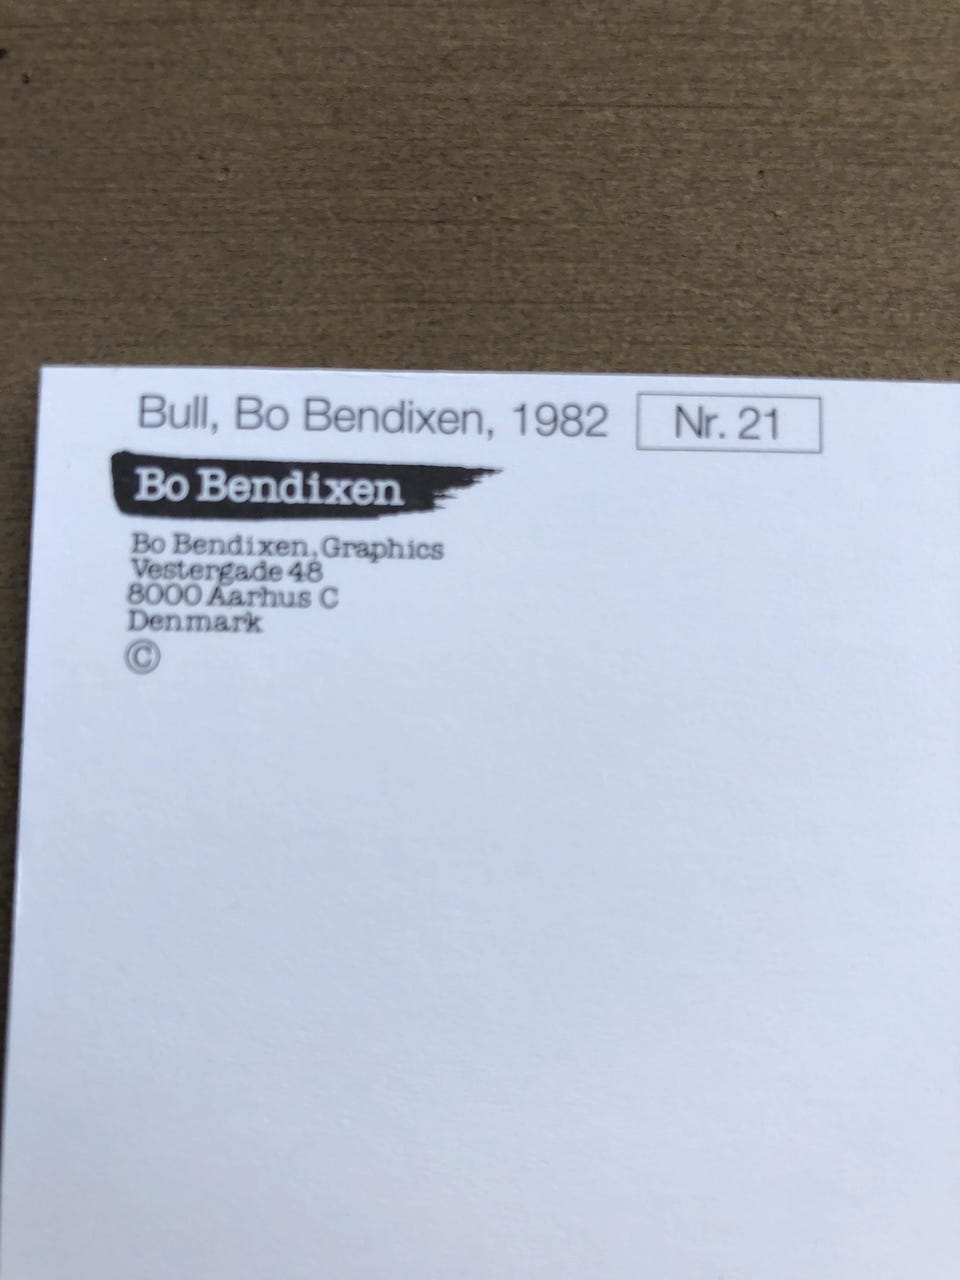 Bull, Bo Bendixen, 1982 Nr. 21
Bo Bendixen
Bo Bendixen, Graphics
Vestergade 48
8000 Aarhus C
Denmark
©